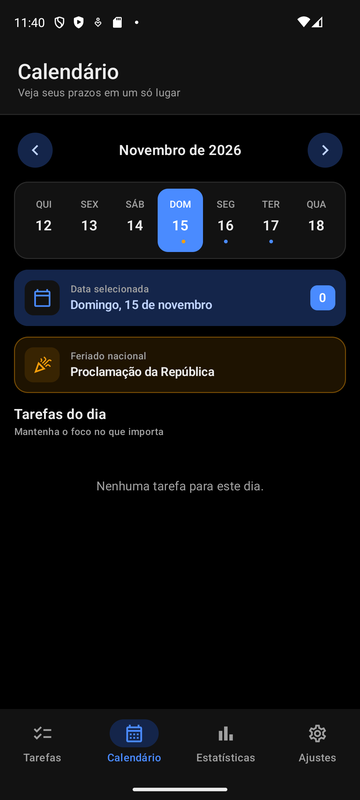 11:40
Calendário
Veja seus prazos em um só lugar
Novembro de 2026
QUI SEX SÁB DOM SEG TER QUA
12 13 14 15 16 17 18
Data selecionada
Domingo, 15 de novembro
0
Feriado nacional
Proclamação da República
Tarefas do dia
Mantenha o foco no que importa
Nenhuma tarefa para este dia.
Tarefas Calendário Estatísticas Ajustes